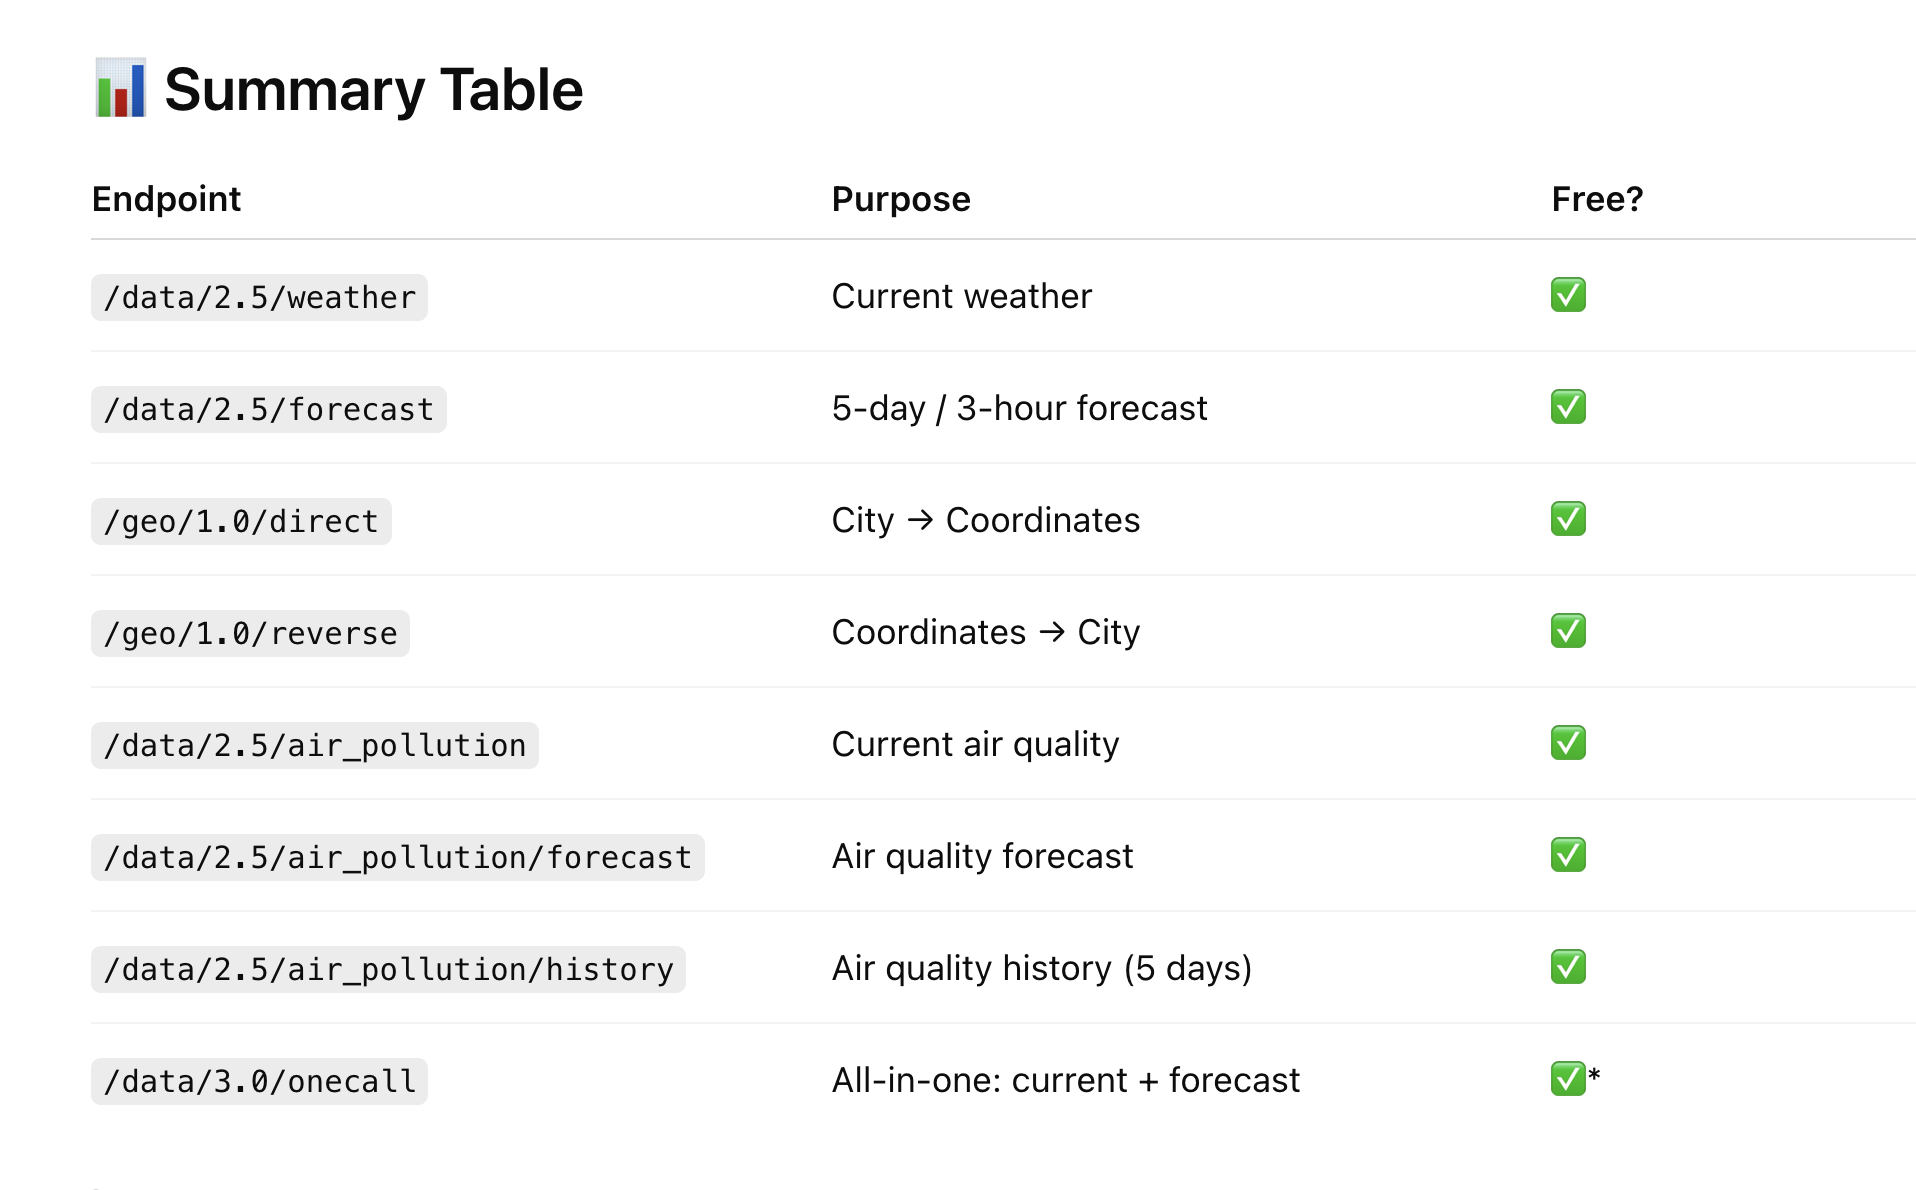 📊 Summary Table
Endpoint Purpose Free?
/data/2.5/weather Current weather ✅
/data/2.5/forecast 5-day / 3-hour forecast ✅
/geo/1.0/direct City → Coordinates ✅
/geo/1.0/reverse Coordinates → City ✅
/data/2.5/air_pollution Current air quality ✅
/data/2.5/air_pollution/forecast Air quality forecast ✅
/data/2.5/air_pollution/history Air quality history (5 days) ✅
/data/3.0/onecall All-in-one: current + forecast ✅*